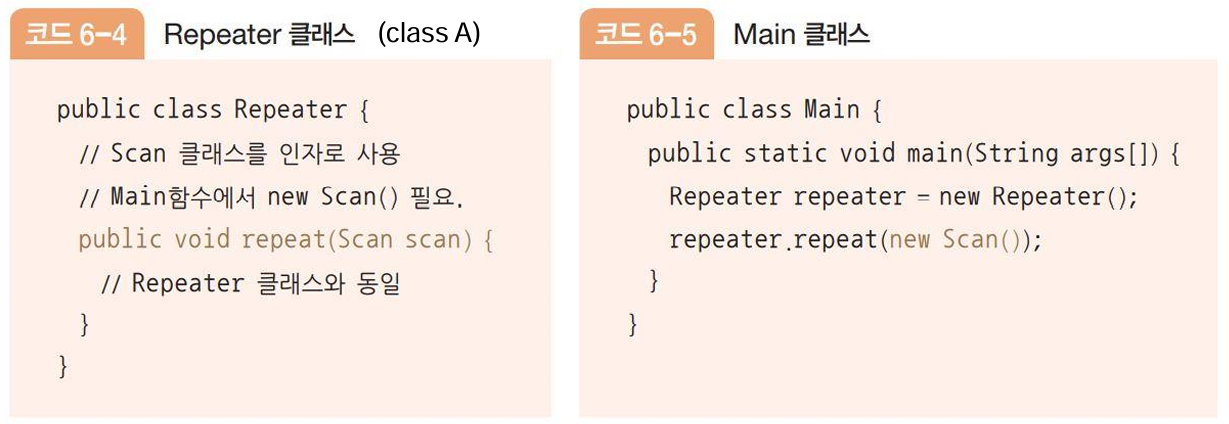 코드 6-4 Repeater 클래스 (class A)
public class Repeater {
// Scan 클래스를 인자로 사용
// Main함수에서 new Scan() 필요.
public void repeat(Scan scan) {
// Repeater 클래스와 동일
}
}
코드 6-5 Main 클래스
public class Main {
public static void main(String args[]) {
Repeater repeater = new Repeater();
repeater.repeat(new Scan());
}
}